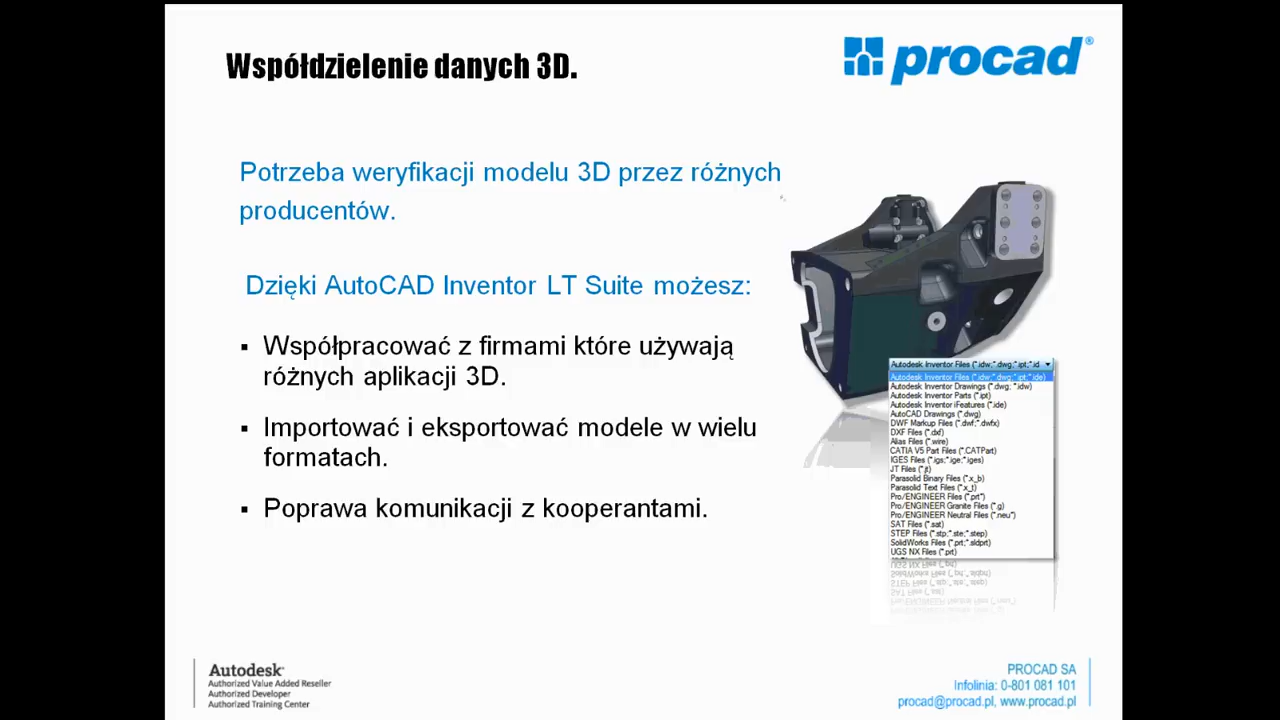 Współdzielenie danych 3D.
procad®
Potrzeba weryfikacji modelu 3D przez różnych
producentów.
Dzięki AutoCAD Inventor LT Suite możesz:
▪ Współpracować z firmami które używają
różnych aplikacji 3D.
▪ Importować i eksportować modele w wielu
formatach.
▪ Poprawa komunikacji z kooperantami.
Autodesk Inventor Files (*.idw;*.dwg;*.ipt;*.id
Autodesk Inventor Files (*.idw;*.dwg;*.ipt;*.ide)
Autodesk Inventor Drawings (*.dwg; *.idw)
Autodesk Inventor Parts (*.ipt)
Autodesk Inventor iFeatures (*.ide)
AutoCAD Drawings (*.dwg)
DWF Markup Files (*.dwf;*.dwfx)
DXF Files (*.dxf)
Alias Files (*.wire)
CATIA V5 Part Files (*.CATPart)
IGES Files (*.igs;*.ige;*.iges)
JT Files (*.jt)
Parasolid Binary Files (*.x_b)
Parasolid Text Files (*.x_t)
Pro/ENGINEER Files (*.prt*)
Pro/ENGINEER Granite Files (*.g)
Pro/ENGINEER Neutral Files (*.neu*)
SAT Files (*.sat)
STEP Files (*.stp;*.ste;*.step)
SolidWorks Files (*.prt;*.sldprt)
UGS NX Files (*.prt)
Autodesk®
Authorized Value Added Reseller
Authorized Developer
Authorized Training Center
PROCAD SA
Infolinia: 0-801 081 101
procad@procad.pl, www.procad.pl